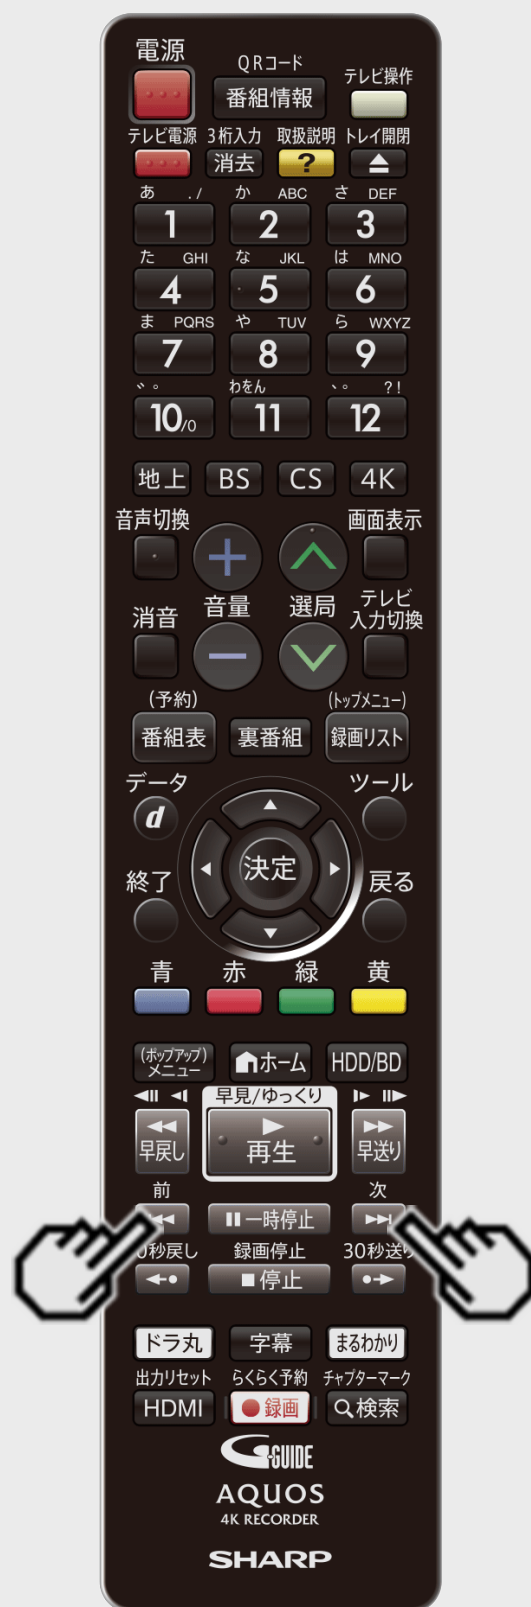 電源
QRコード
番組情報
テレビ操作
テレビ電源 3桁入力 取扱説明 トレイ開閉
消去 ?
あ ./ か ABC さ DEF
1 2 3
た GHI な JKL は MNO
4 5 6
ま PQRS や TUV ら WXYZ
7 8 9
゛゜ わをん 、。 ?!
10/0 11 12
地上 BS CS 4K
音声切換 画面表示
消音 音量 選局 テレビ
入力切換
(予約) (トップメニュー)
番組表 裏番組 録画リスト
データ ツール
d
決定
終了 戻る
青 赤 緑 黄
(ポップアップ)
メニュー ホーム HDD/BD
早見/ゆっくり
早戻し 再生 早送り
前 次
一時停止
0秒戻し 録画停止 30秒送り
停止
ドラ丸 字幕 まるわかり
出力リセット らくらく予約 チャプターマーク
HDMI 録画 検索
G-GUIDE
AQUOS
4K RECORDER
SHARP